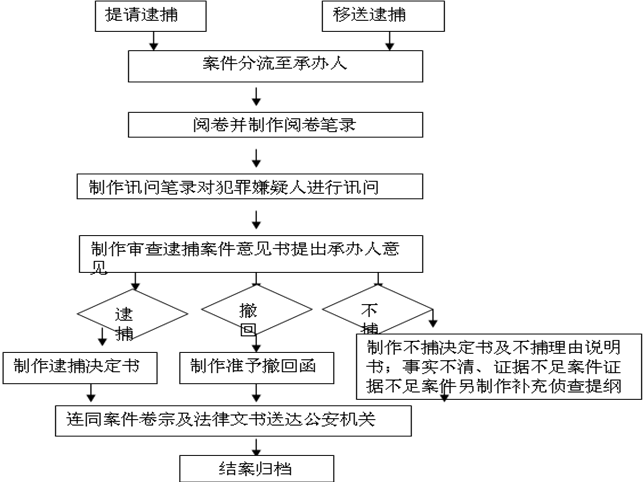 提请逮捕
移送逮捕
案件分流至承办人
阅卷并制作阅卷笔录
制作讯问笔录对犯罪嫌疑人进行讯问
制作审查逮捕案件意见书提出承办人意
见
逮
捕
撤
回
不
捕
制作逮捕决定书
制作准予撤回函
制作不捕决定书及不捕理由说明
书；事实不清、证据不足案件证
据不足案件另制作补充侦查提纲
连同案件卷宗及法律文书送达公安机关
结案归档